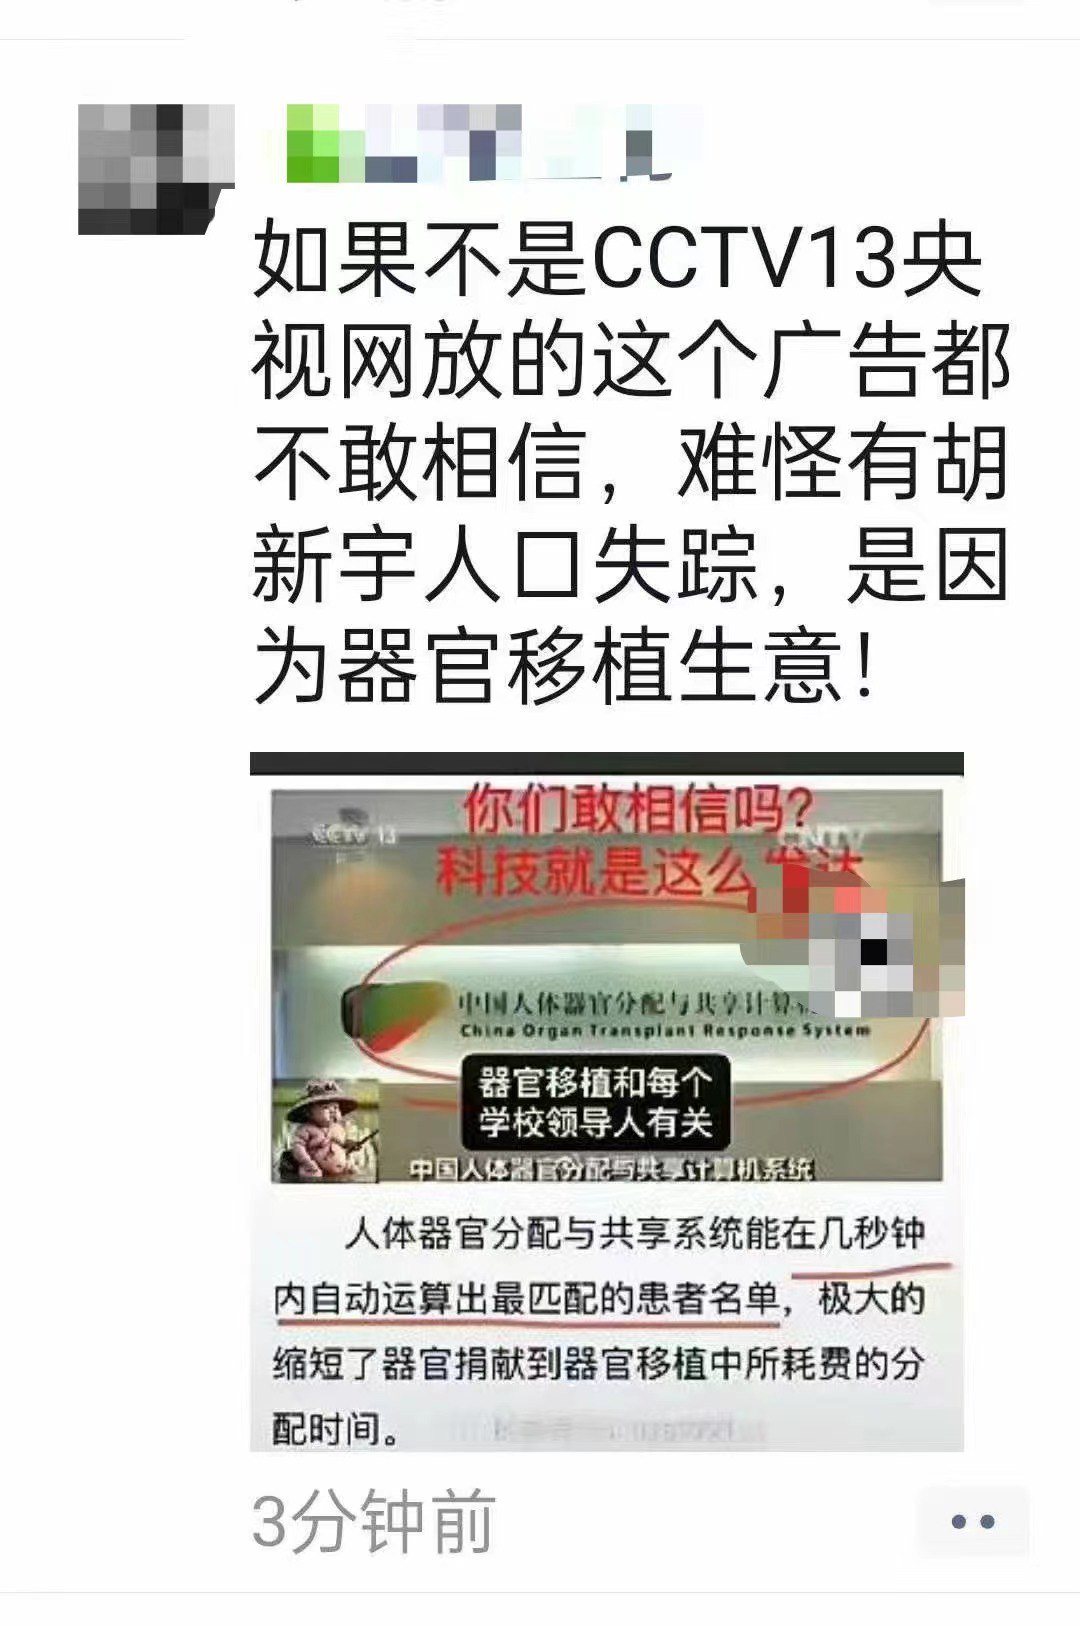 如果不是CCTV13央
视网放的这个广告都
不敢相信，难怪有胡
新宇人口失踪，是因
为器官移植生意！
你们敢相信吗？
科技就是这么发达
CCTV 13
CNTV
中国人体器官分配与共享计算
China Organ Transplant Response System
器官移植和每个
学校领导人有关
中国人体器官分配与共享计算机系统
人体器官分配与共享系统能在几秒钟
内自动运算出最匹配的患者名单，极大的
缩短了器官捐献到器官移植中所耗费的分
配时间。
3分钟前